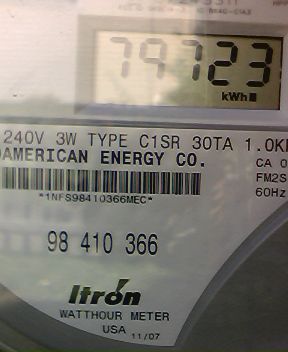 79723
kWh
240V 3W TYPE C1SR 30TA 1.0K
AMERICAN ENERGY CO.
CA 0
FM2S
60Hz
*1NFS98410366MEC*
98 410 366
Itron
WATTHOUR METER
USA 11/07